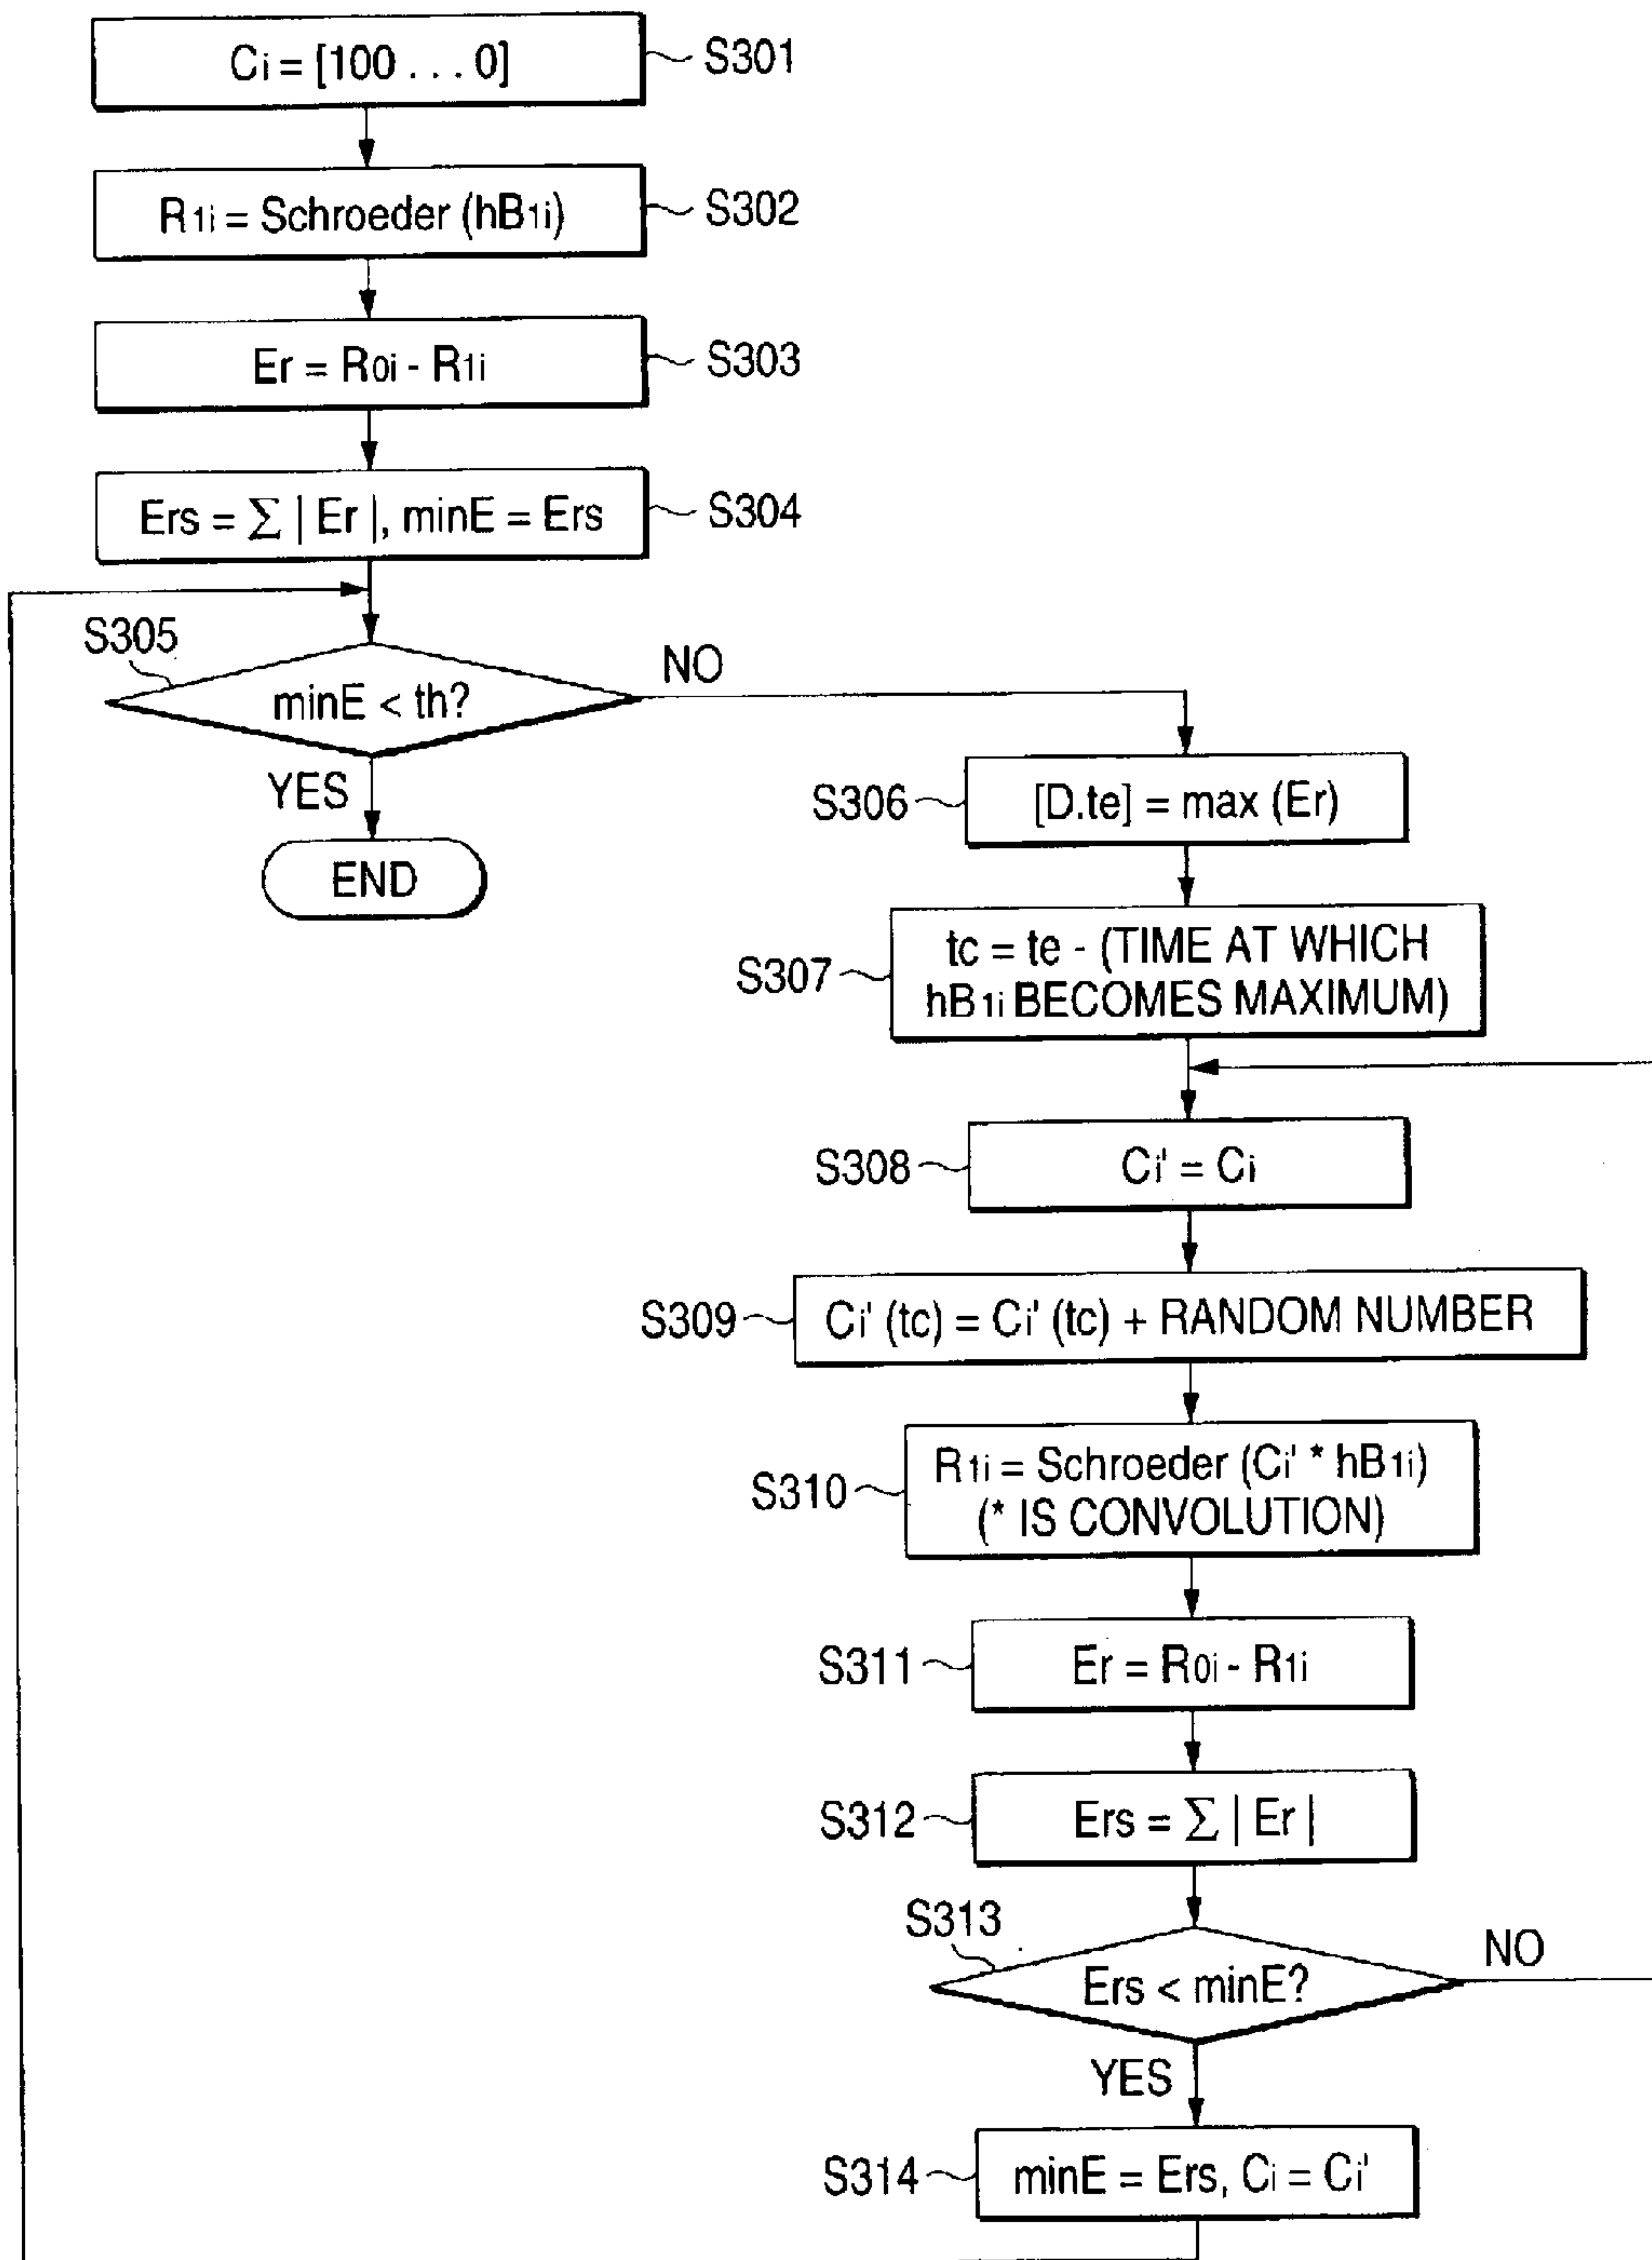 Ci = [100 . . . 0]
S301
R1i = Schroeder (hB1i)
S302
Er = R0i - R1i
S303
Ers = ∑ | Er |, minE = Ers
S304
S305
minE < th?
NO
YES
END
S306
[D.te] = max (Er)
S307
tc = te - (TIME AT WHICH
hB1i BECOMES MAXIMUM)
S308
Ci' = Ci
S309
Ci' (tc) = Ci' (tc) + RANDOM NUMBER
S310
R1i = Schroeder (Ci' * hB1i)
(* IS CONVOLUTION)
S311
Er = R0i - R1i
S312
Ers = ∑ | Er |
S313
Ers < minE?
NO
YES
S314
minE = Ers, Ci = Ci'